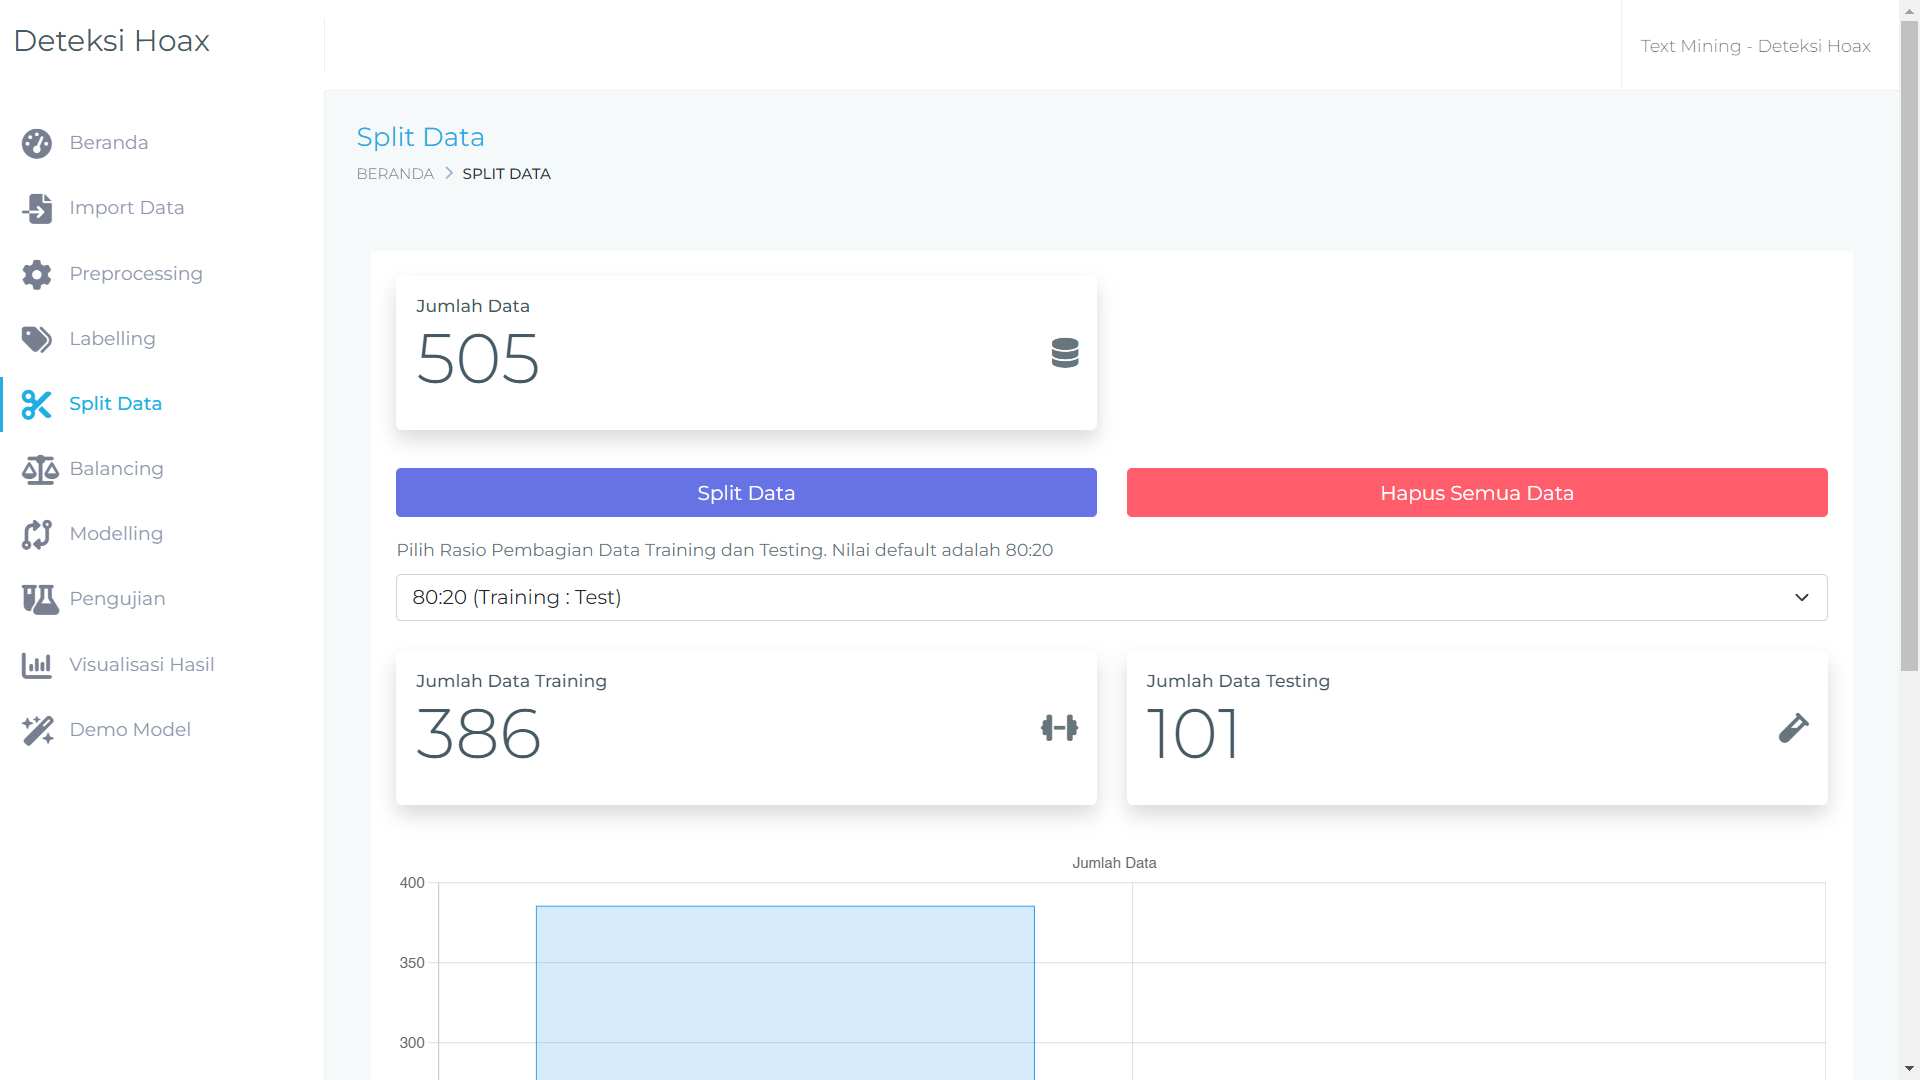 Deteksi Hoax
Text Mining - Deteksi Hoax
Beranda
Import Data
Preprocessing
Labelling
Split Data
Balancing
Modelling
Pengujian
Visualisasi Hasil
Demo Model
Split Data
BERANDA > SPLIT DATA
Jumlah Data
505
Split Data
Hapus Semua Data
Pilih Rasio Pembagian Data Training dan Testing. Nilai default adalah 80:20
80:20 (Training : Test)
Jumlah Data Training
386
Jumlah Data Testing
101
Jumlah Data
400
350
300